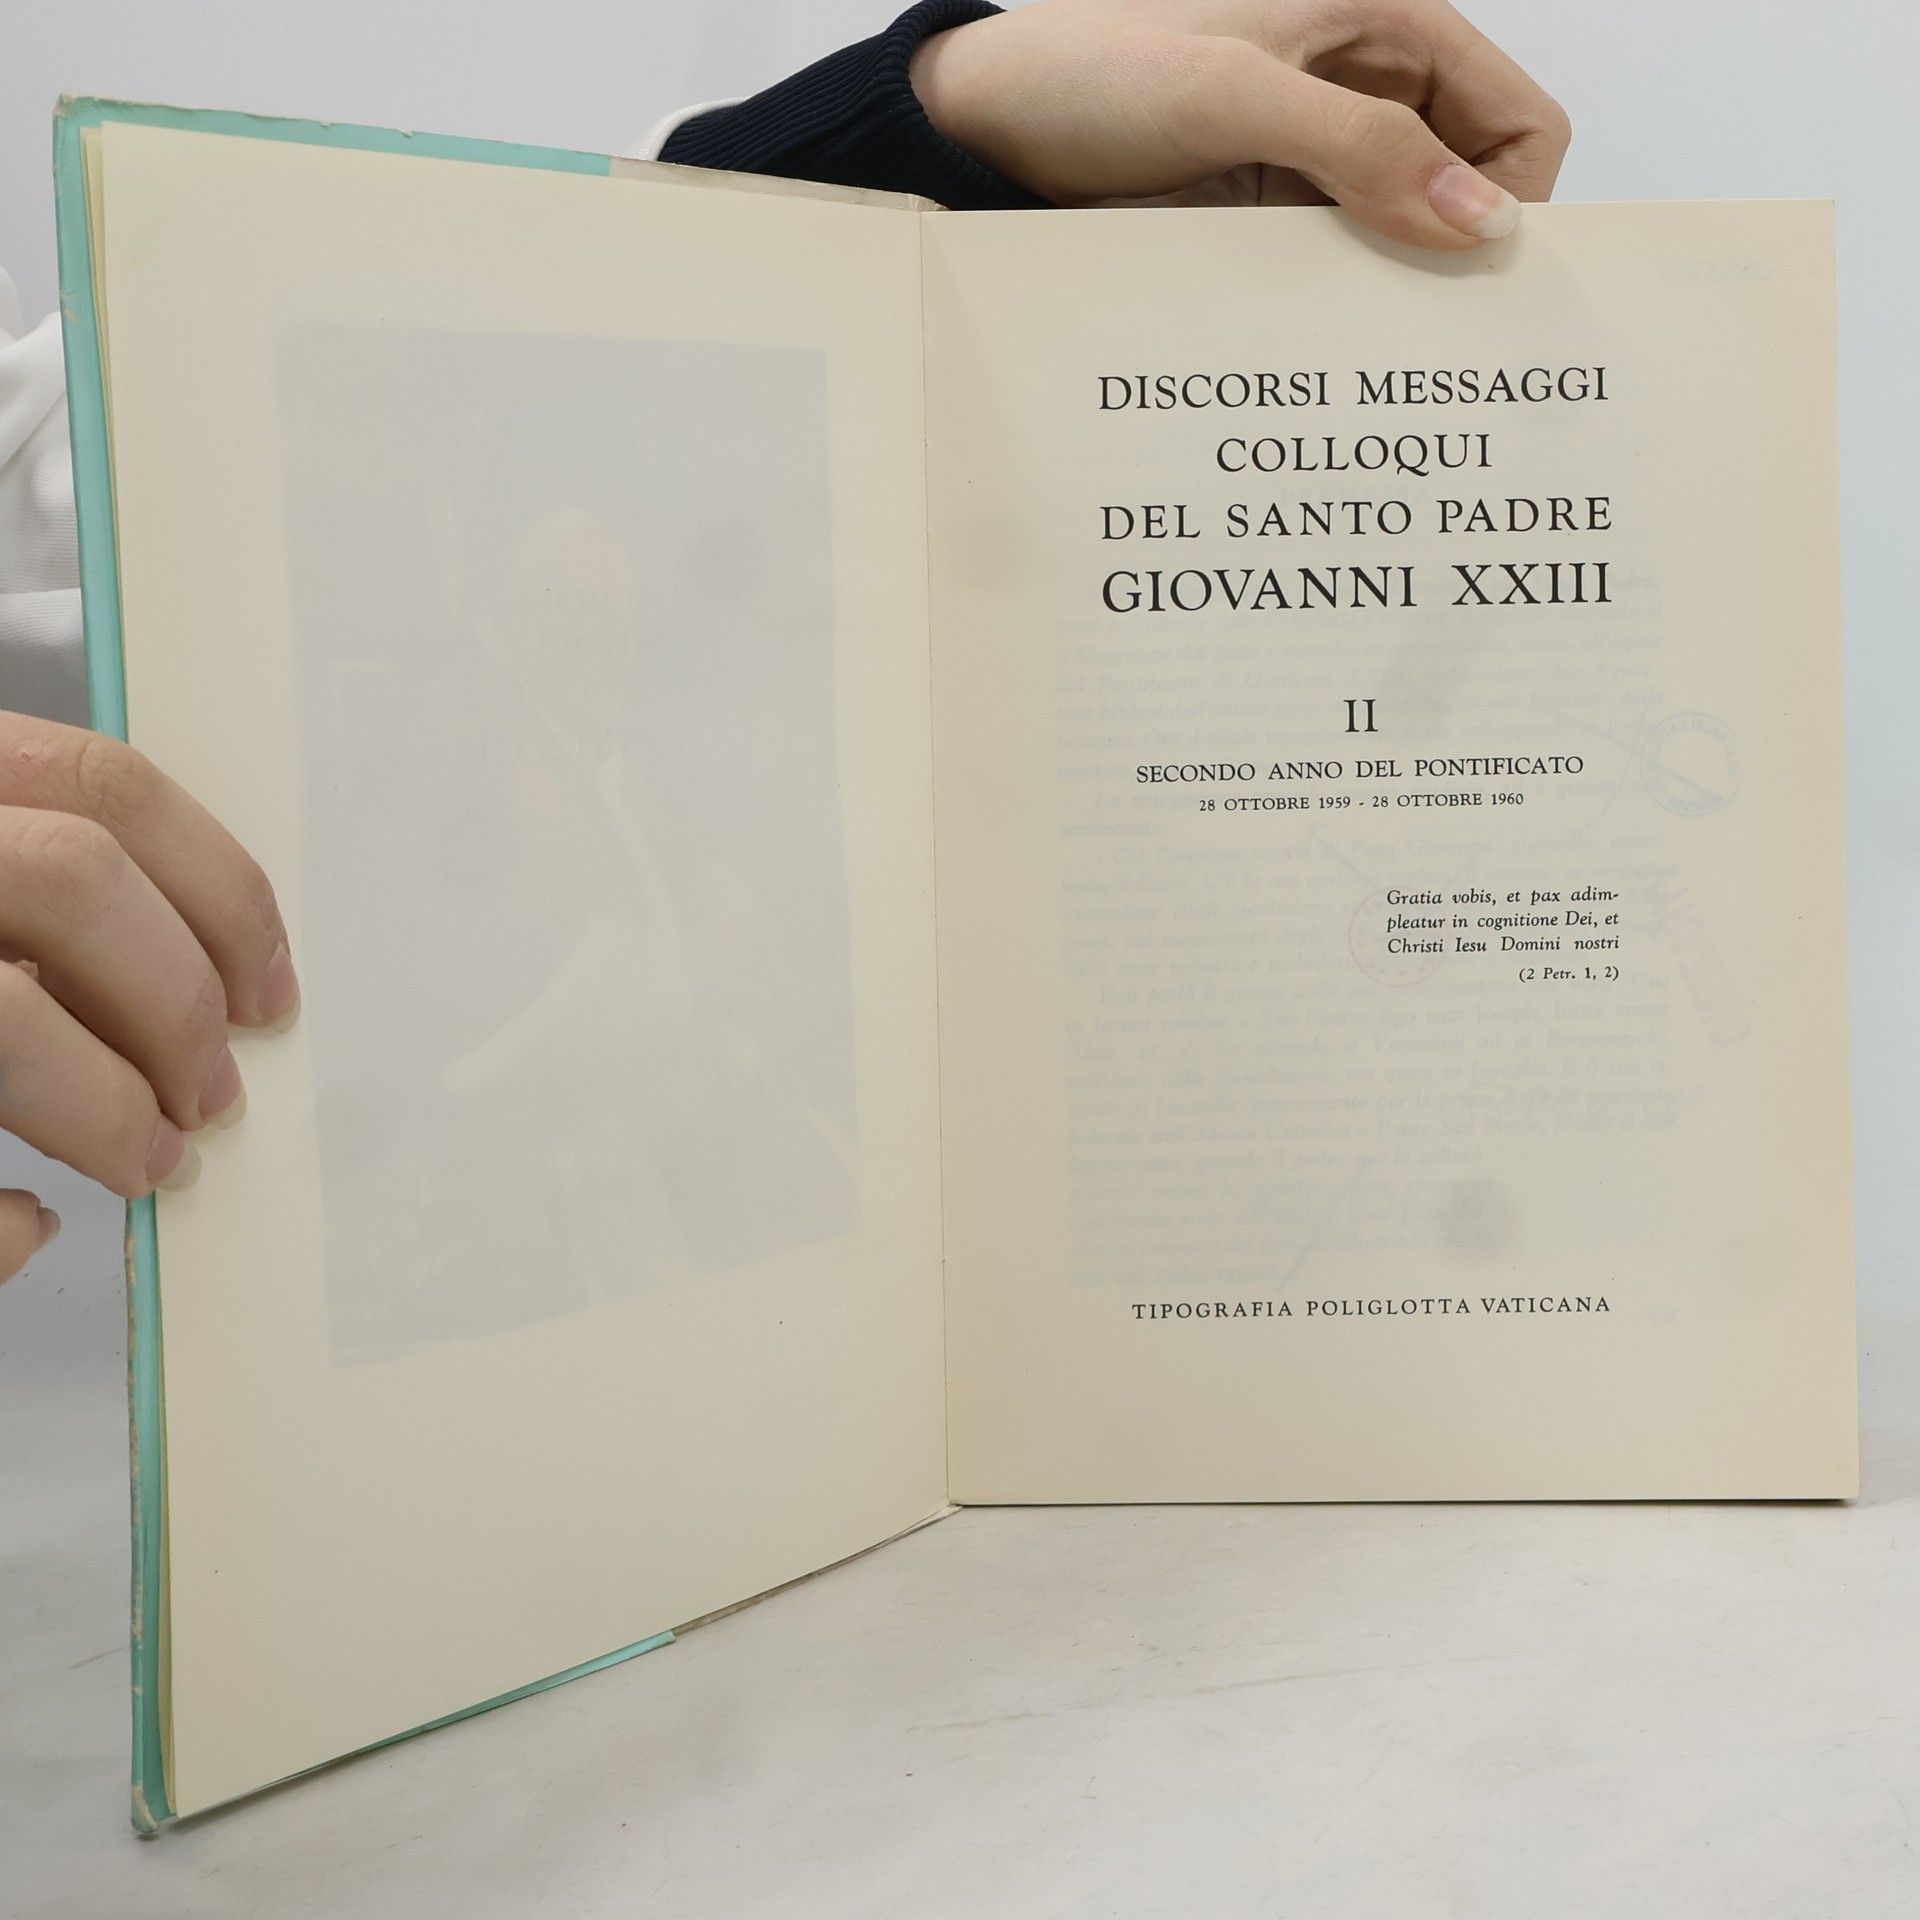 DISCORSI MESSAGGI
COLLOQUI
DEL SANTO PADRE
GIOVANNI XXIII
II
SECONDO ANNO DEL PONTIFICATO
28 OTTOBRE 1959 - 28 OTTOBRE 1960
Gratia vobis, et pax adim-
pleatur in cognitione Dei, et
Christi Iesu Domini nostri
(2 Petr. 1, 2)
TIPOGRAFIA POLIGLOTTA VATICANA